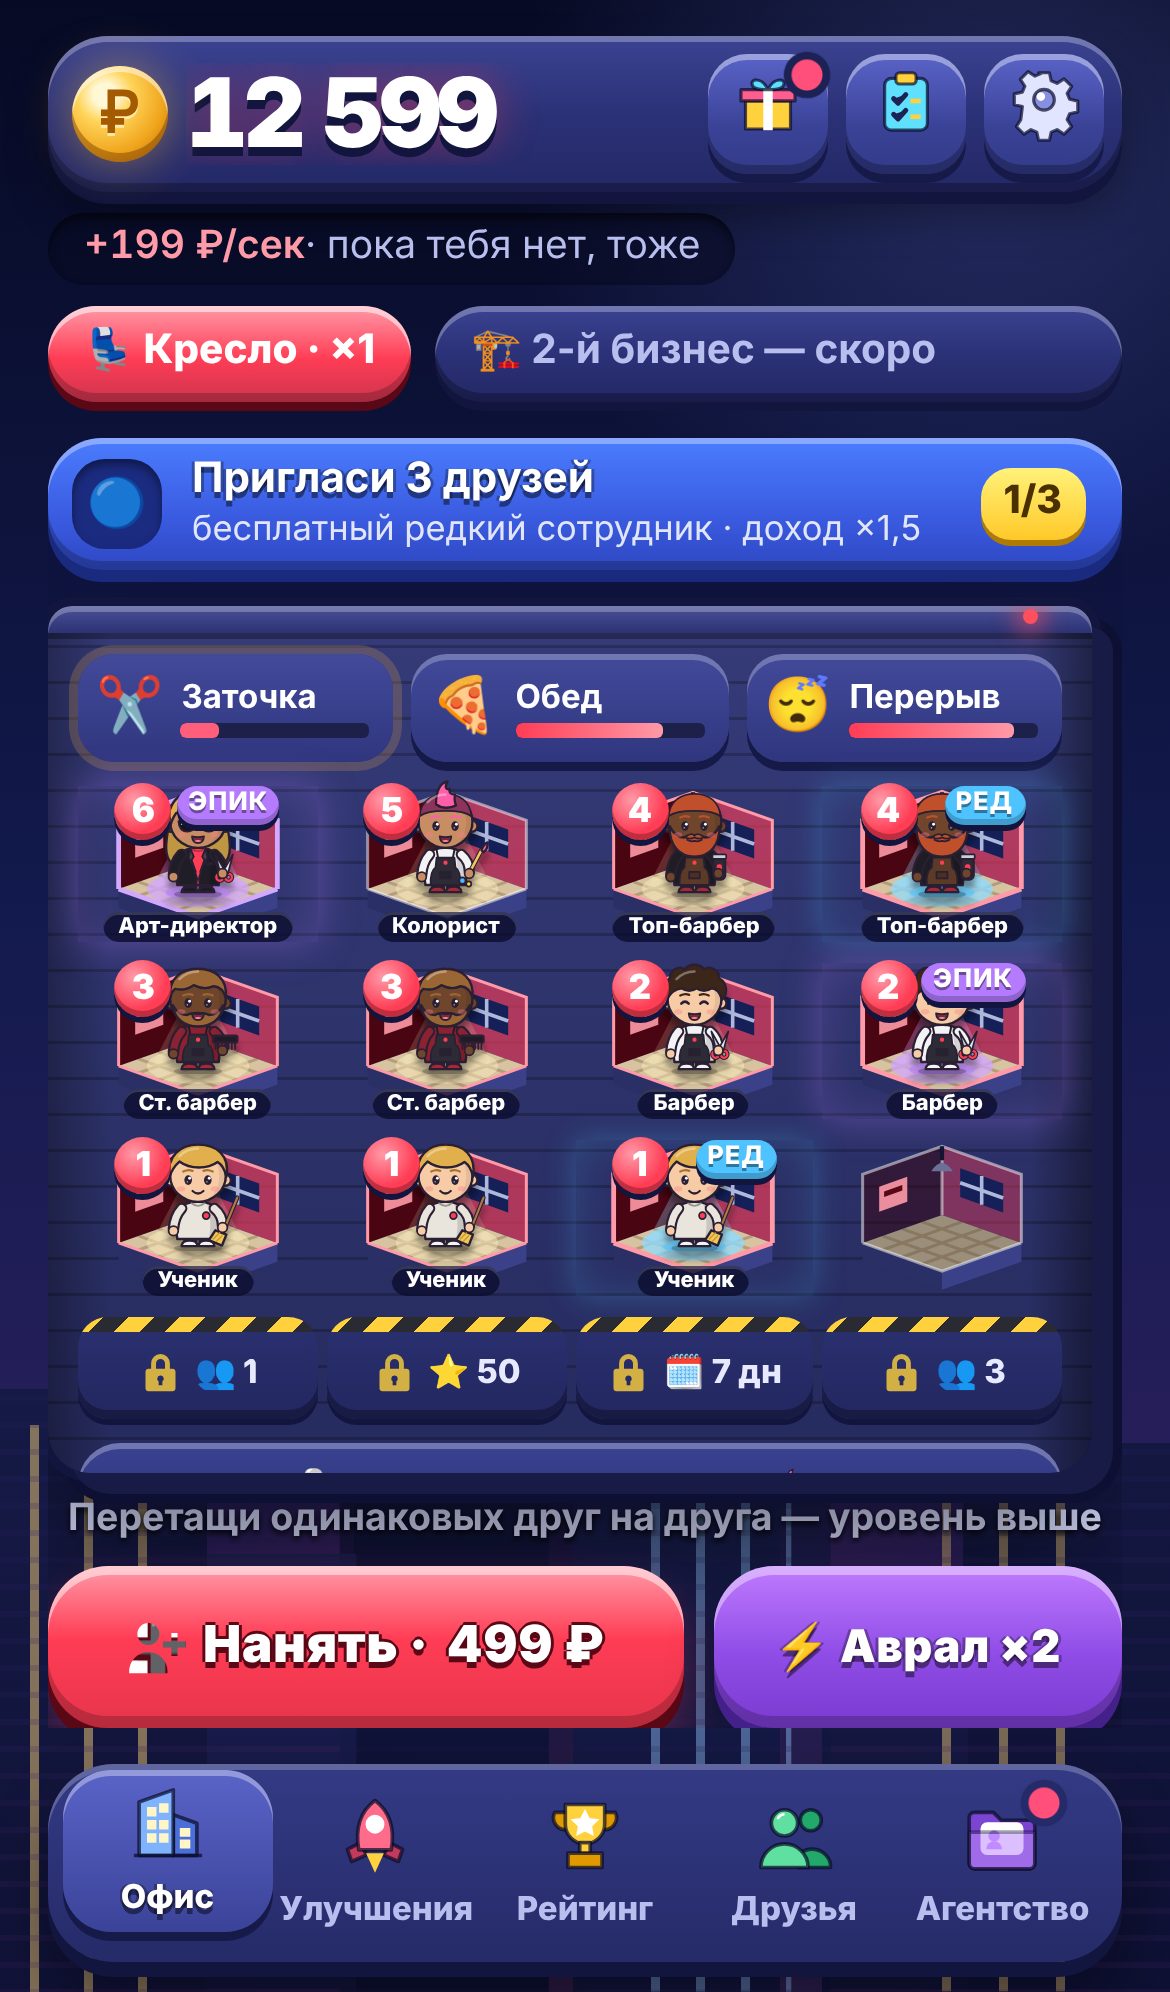 ₽ 12 599
+199 ₽/сек· пока тебя нет, тоже
Кресло · ×1
2-й бизнес — скоро
Пригласи 3 друзей
бесплатный редкий сотрудник · доход ×1,5
1/3
Заточка
Обед
Перерыв
6 ЭПИК
5
4
4 РЕД
Арт-директор
Колорист
Топ-барбер
Топ-барбер
3
3
2
2 ЭПИК
Ст. барбер
Ст. барбер
Барбер
Барбер
1
1
1 РЕД
Ученик
Ученик
Ученик
1
50
7 дн
3
Перетащи одинаковых друг на друга — уровень выше
Нанять · 499 ₽
Аврал ×2
Офис
Улучшения
Рейтинг
Друзья
Агентство